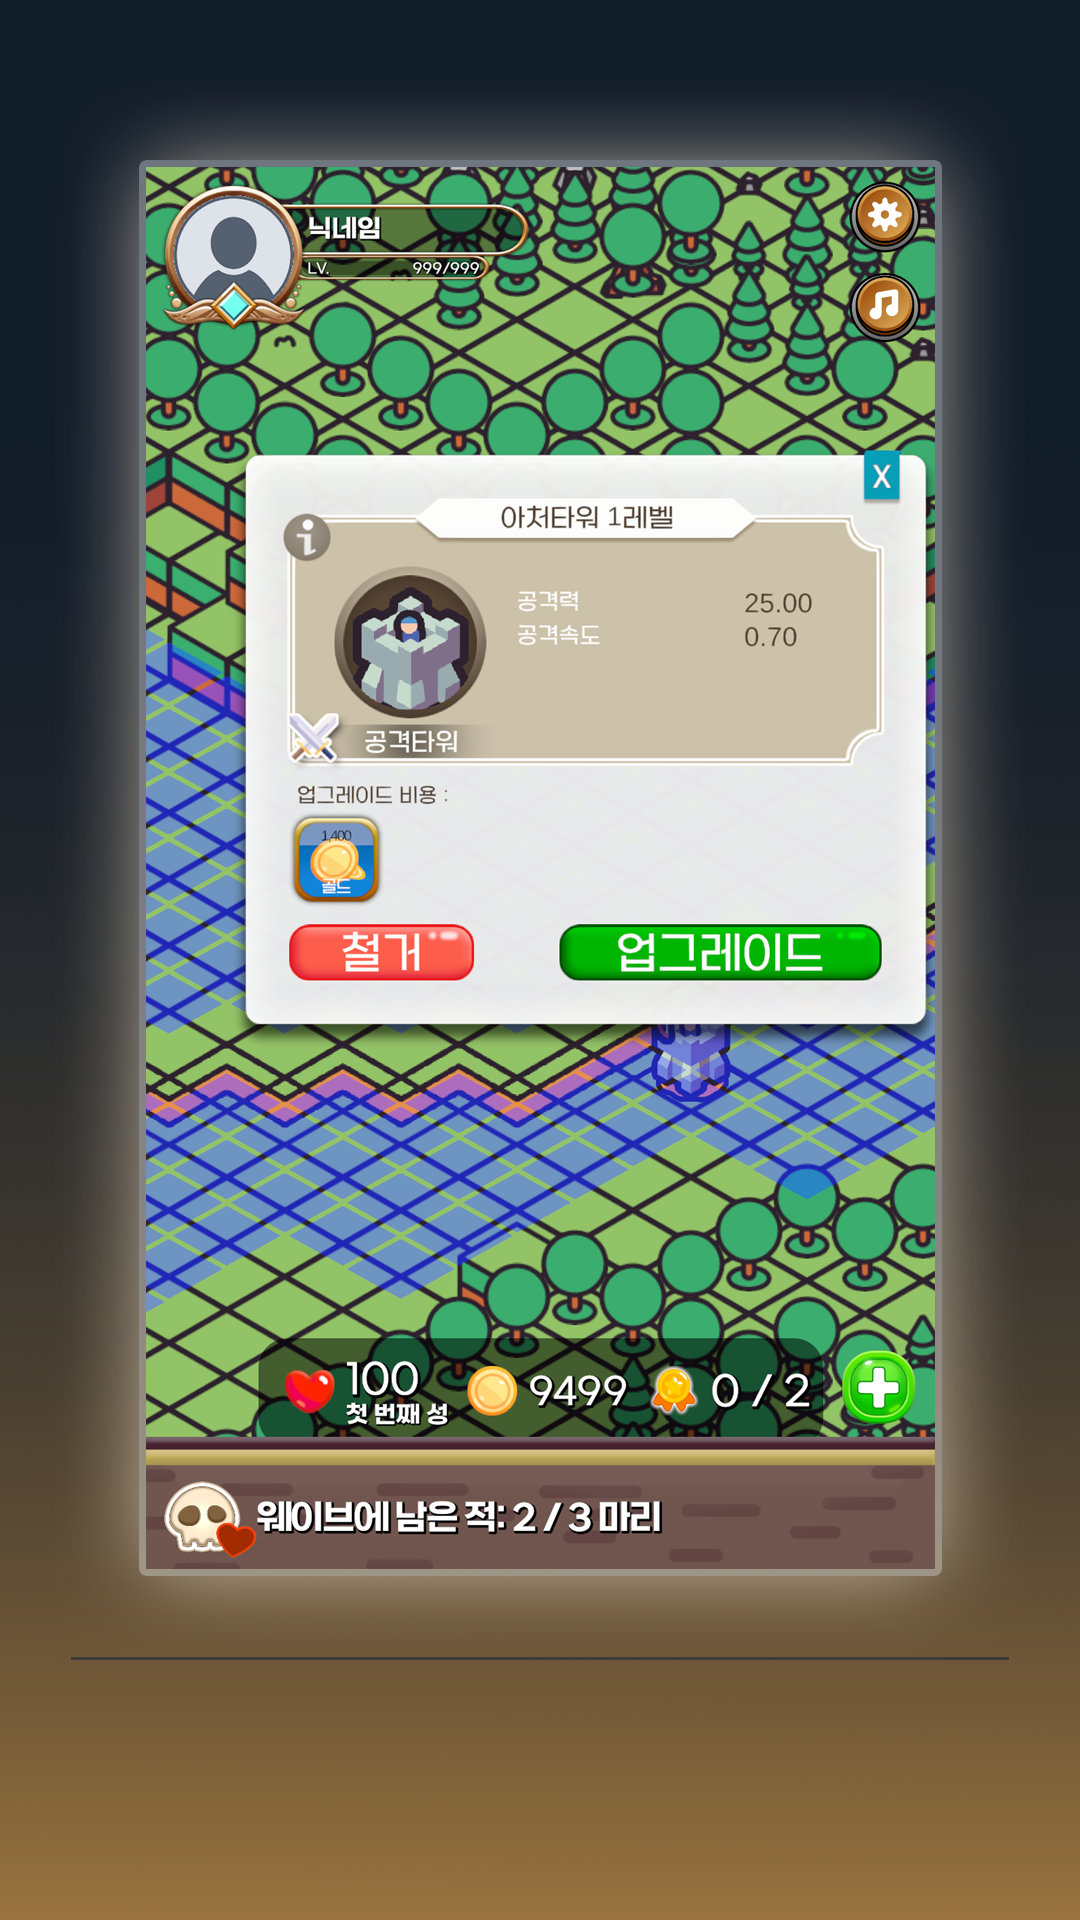 닉네임
LV. 999/999
X
아처타워 1레벨
공격력 25.00
공격속도 0.70
공격타워
업그레이드 비용 :
1,400
골드
철거 업그레이드
100
첫 번째 성
9499
0 / 2
웨이브에 남은 적: 2 / 3 마리